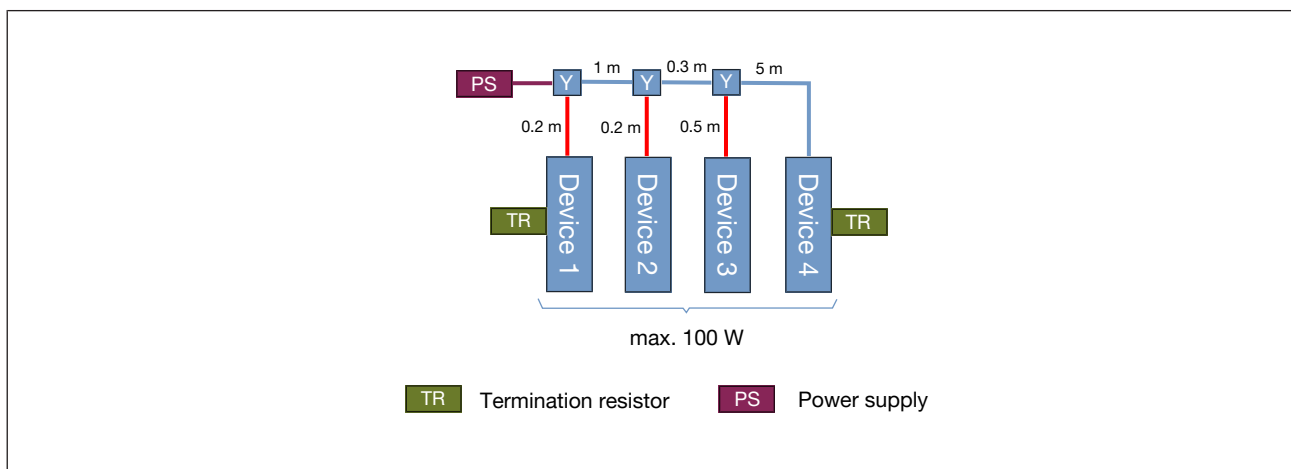 1 m 0.3 m 5 m
PS Y Y Y
0.2 m 0.2 m 0.5 m
Device 1 Device 2 Device 3 Device 4
TR TR
max. 100 W
TR Termination resistor PS Power supply